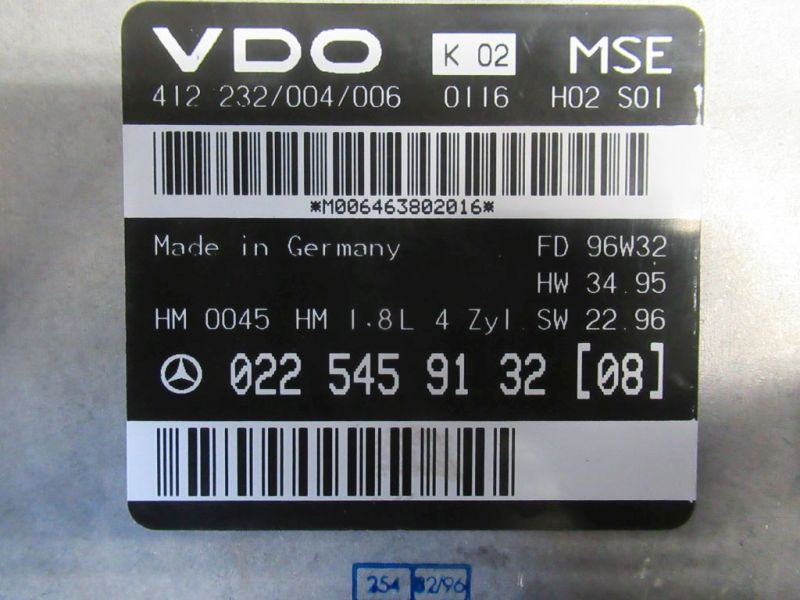 VDO K 02 MSE
412 232/004/006 0116 H02 S01
*M006463802016*
Made in Germany FD 96W32
HW 34.95
HM 0045 HM 1.8L 4 Zyl. SW 22.96
022 545 91 32 [08]
254 32/96